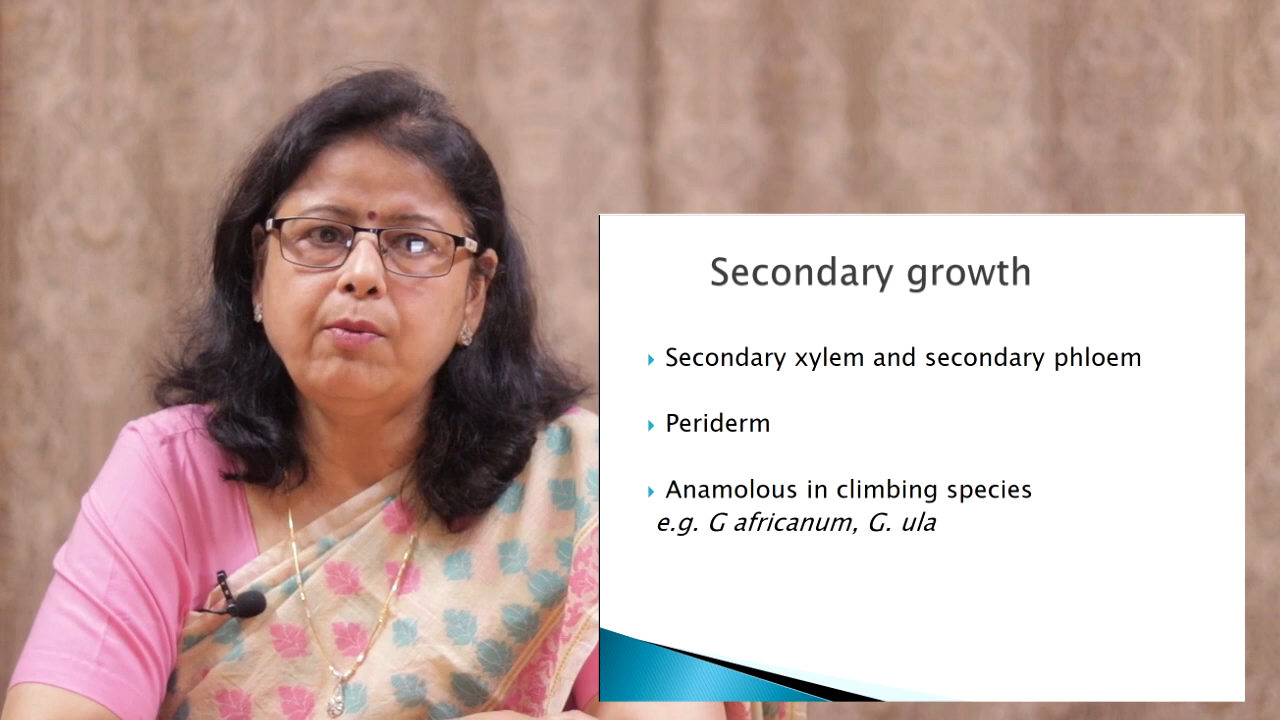 Secondary growth
Secondary xylem and secondary phloem
Periderm
Anamolous in climbing species
e.g. G africanum, G. ula